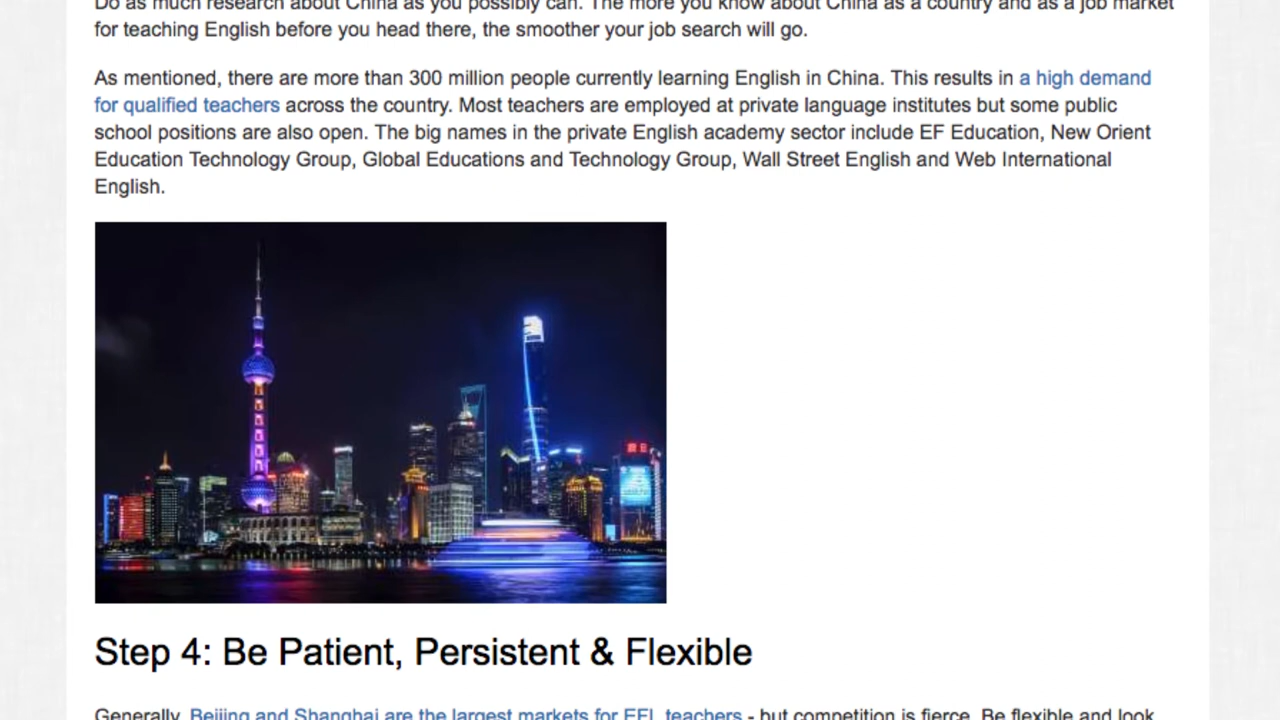 Do as much research about China as you possibly can. The more you know about China as a country and as a job market
for teaching English before you head there, the smoother your job search will go.
As mentioned, there are more than 300 million people currently learning English in China. This results in a high demand
for qualified teachers across the country. Most teachers are employed at private language institutes but some public
school positions are also open. The big names in the private English academy sector include EF Education, New Orient
Education Technology Group, Global Educations and Technology Group, Wall Street English and Web International
English.
Step 4: Be Patient, Persistent & Flexible
Generally, Beijing and Shanghai are the largest markets for EFL teachers - but competition is fierce. Be flexible and look